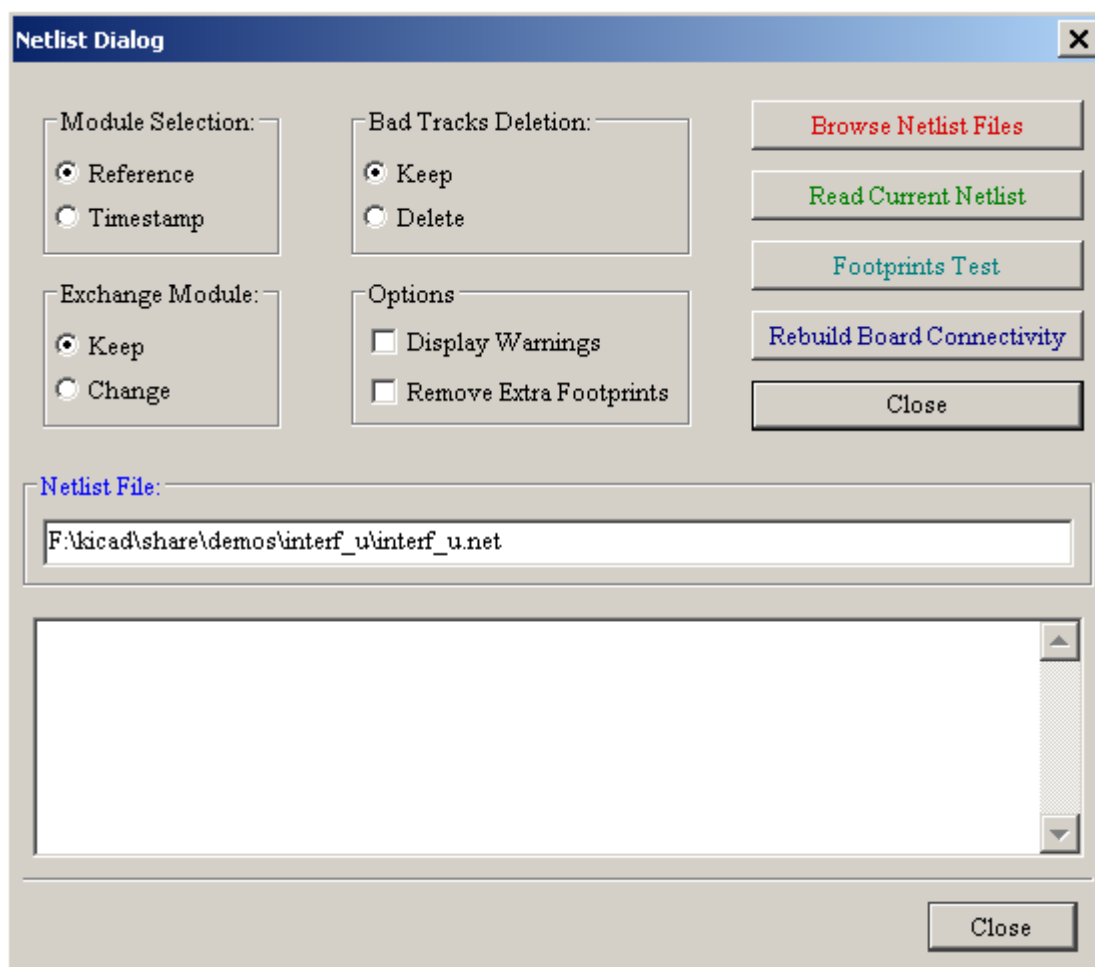 Netlist Dialog
Module Selection:
Reference
Timestamp
Bad Tracks Deletion:
Keep
Delete
Browse Netlist Files
Read Current Netlist
Footprints Test
Rebuild Board Connectivity
Close
Exchange Module:
Keep
Change
Options
Display Warnings
Remove Extra Footprints
Netlist File:
F:\kicad\share\demos\interf_u\interf_u.net
Close